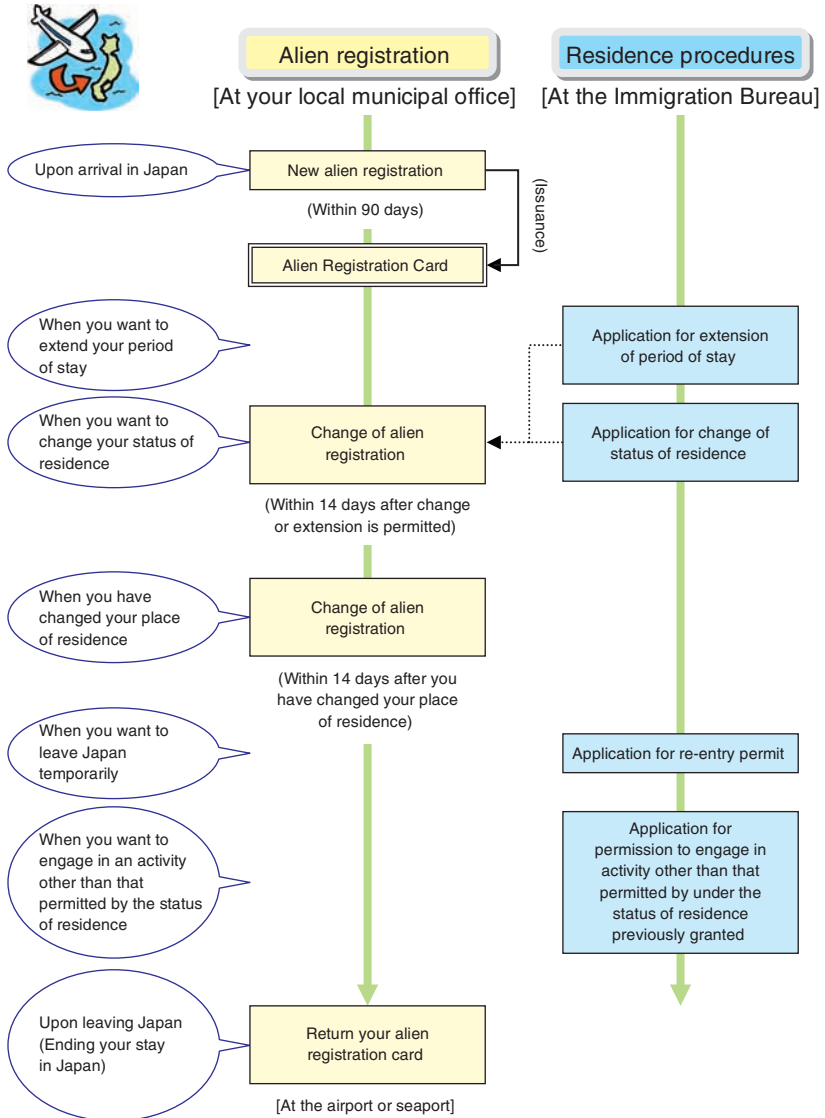 Alien registration
[At your local municipal office]
Residence procedures
[At the Immigration Bureau]
Upon arrival in Japan
New alien registration
(Within 90 days)
(Issuance)
Alien Registration Card
When you want to
extend your period
of stay
Application for extension
of period of stay
When you want to
change your status of
residence
Change of alien
registration
Application for change of
status of residence
(Within 14 days after change
or extension is permitted)
When you have
changed your place
of residence
Change of alien
registration
(Within 14 days after you
have changed your place
of residence)
When you want to
leave Japan
temporarily
Application for re-entry permit
When you want to
engage in an activity
other than that
permitted by the status
of residence
Application for
permission to engage in
activity other than that
permitted by under the
status of residence
previously granted
Upon leaving Japan
(Ending your stay
in Japan)
Return your alien
registration card
[At the airport or seaport]